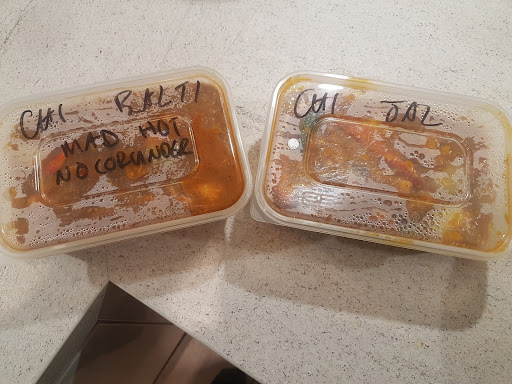 CHI BALTI
MAD HOT
NO CORIANDER
CHI JAL